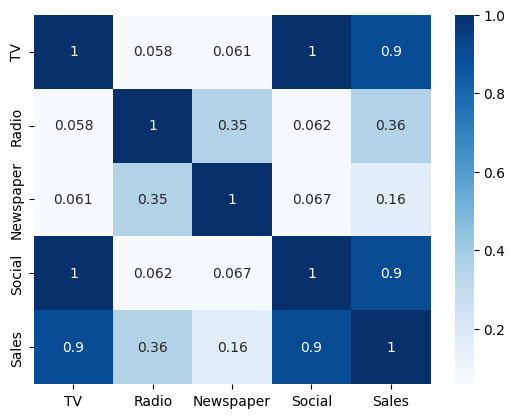 TV 1 0.058 0.061 1 0.9
Radio 0.058 1 0.35 0.062 0.36
Newspaper 0.061 0.35 1 0.067 0.16
Social 1 0.062 0.067 1 0.9
Sales 0.9 0.36 0.16 0.9 1
TV Radio Newspaper Social Sales
1.0
0.8
0.6
0.4
0.2